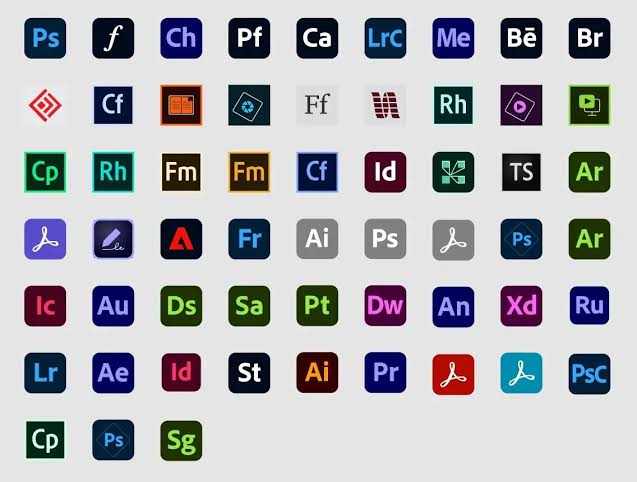 Ps f Ch Pf Ca LrC Me Bē Br
Cf Ff Rh
Cp Rh Fm Fm Cf Id TS Ar
Fr Ai Ps Ps Ar
Ic Au Ds Sa Pt Dw An Xd Ru
Lr Ae Id St Ai Pr PsC
Cp Ps Sg